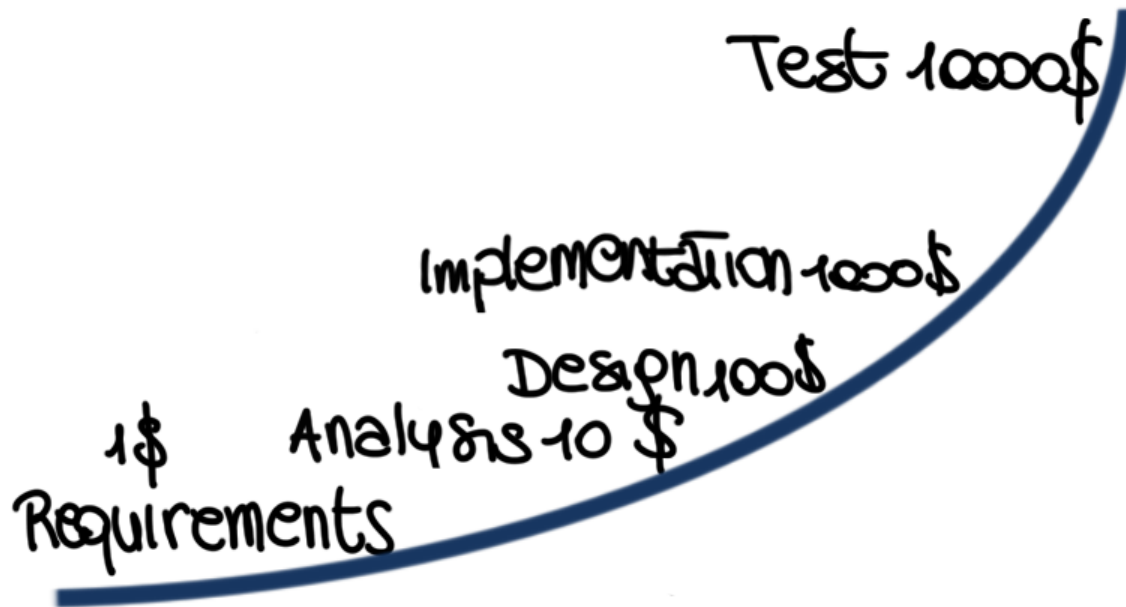 Test 10000$
Implementation 1000$
Design 100$
1$ Analysis 10 $
Requirements